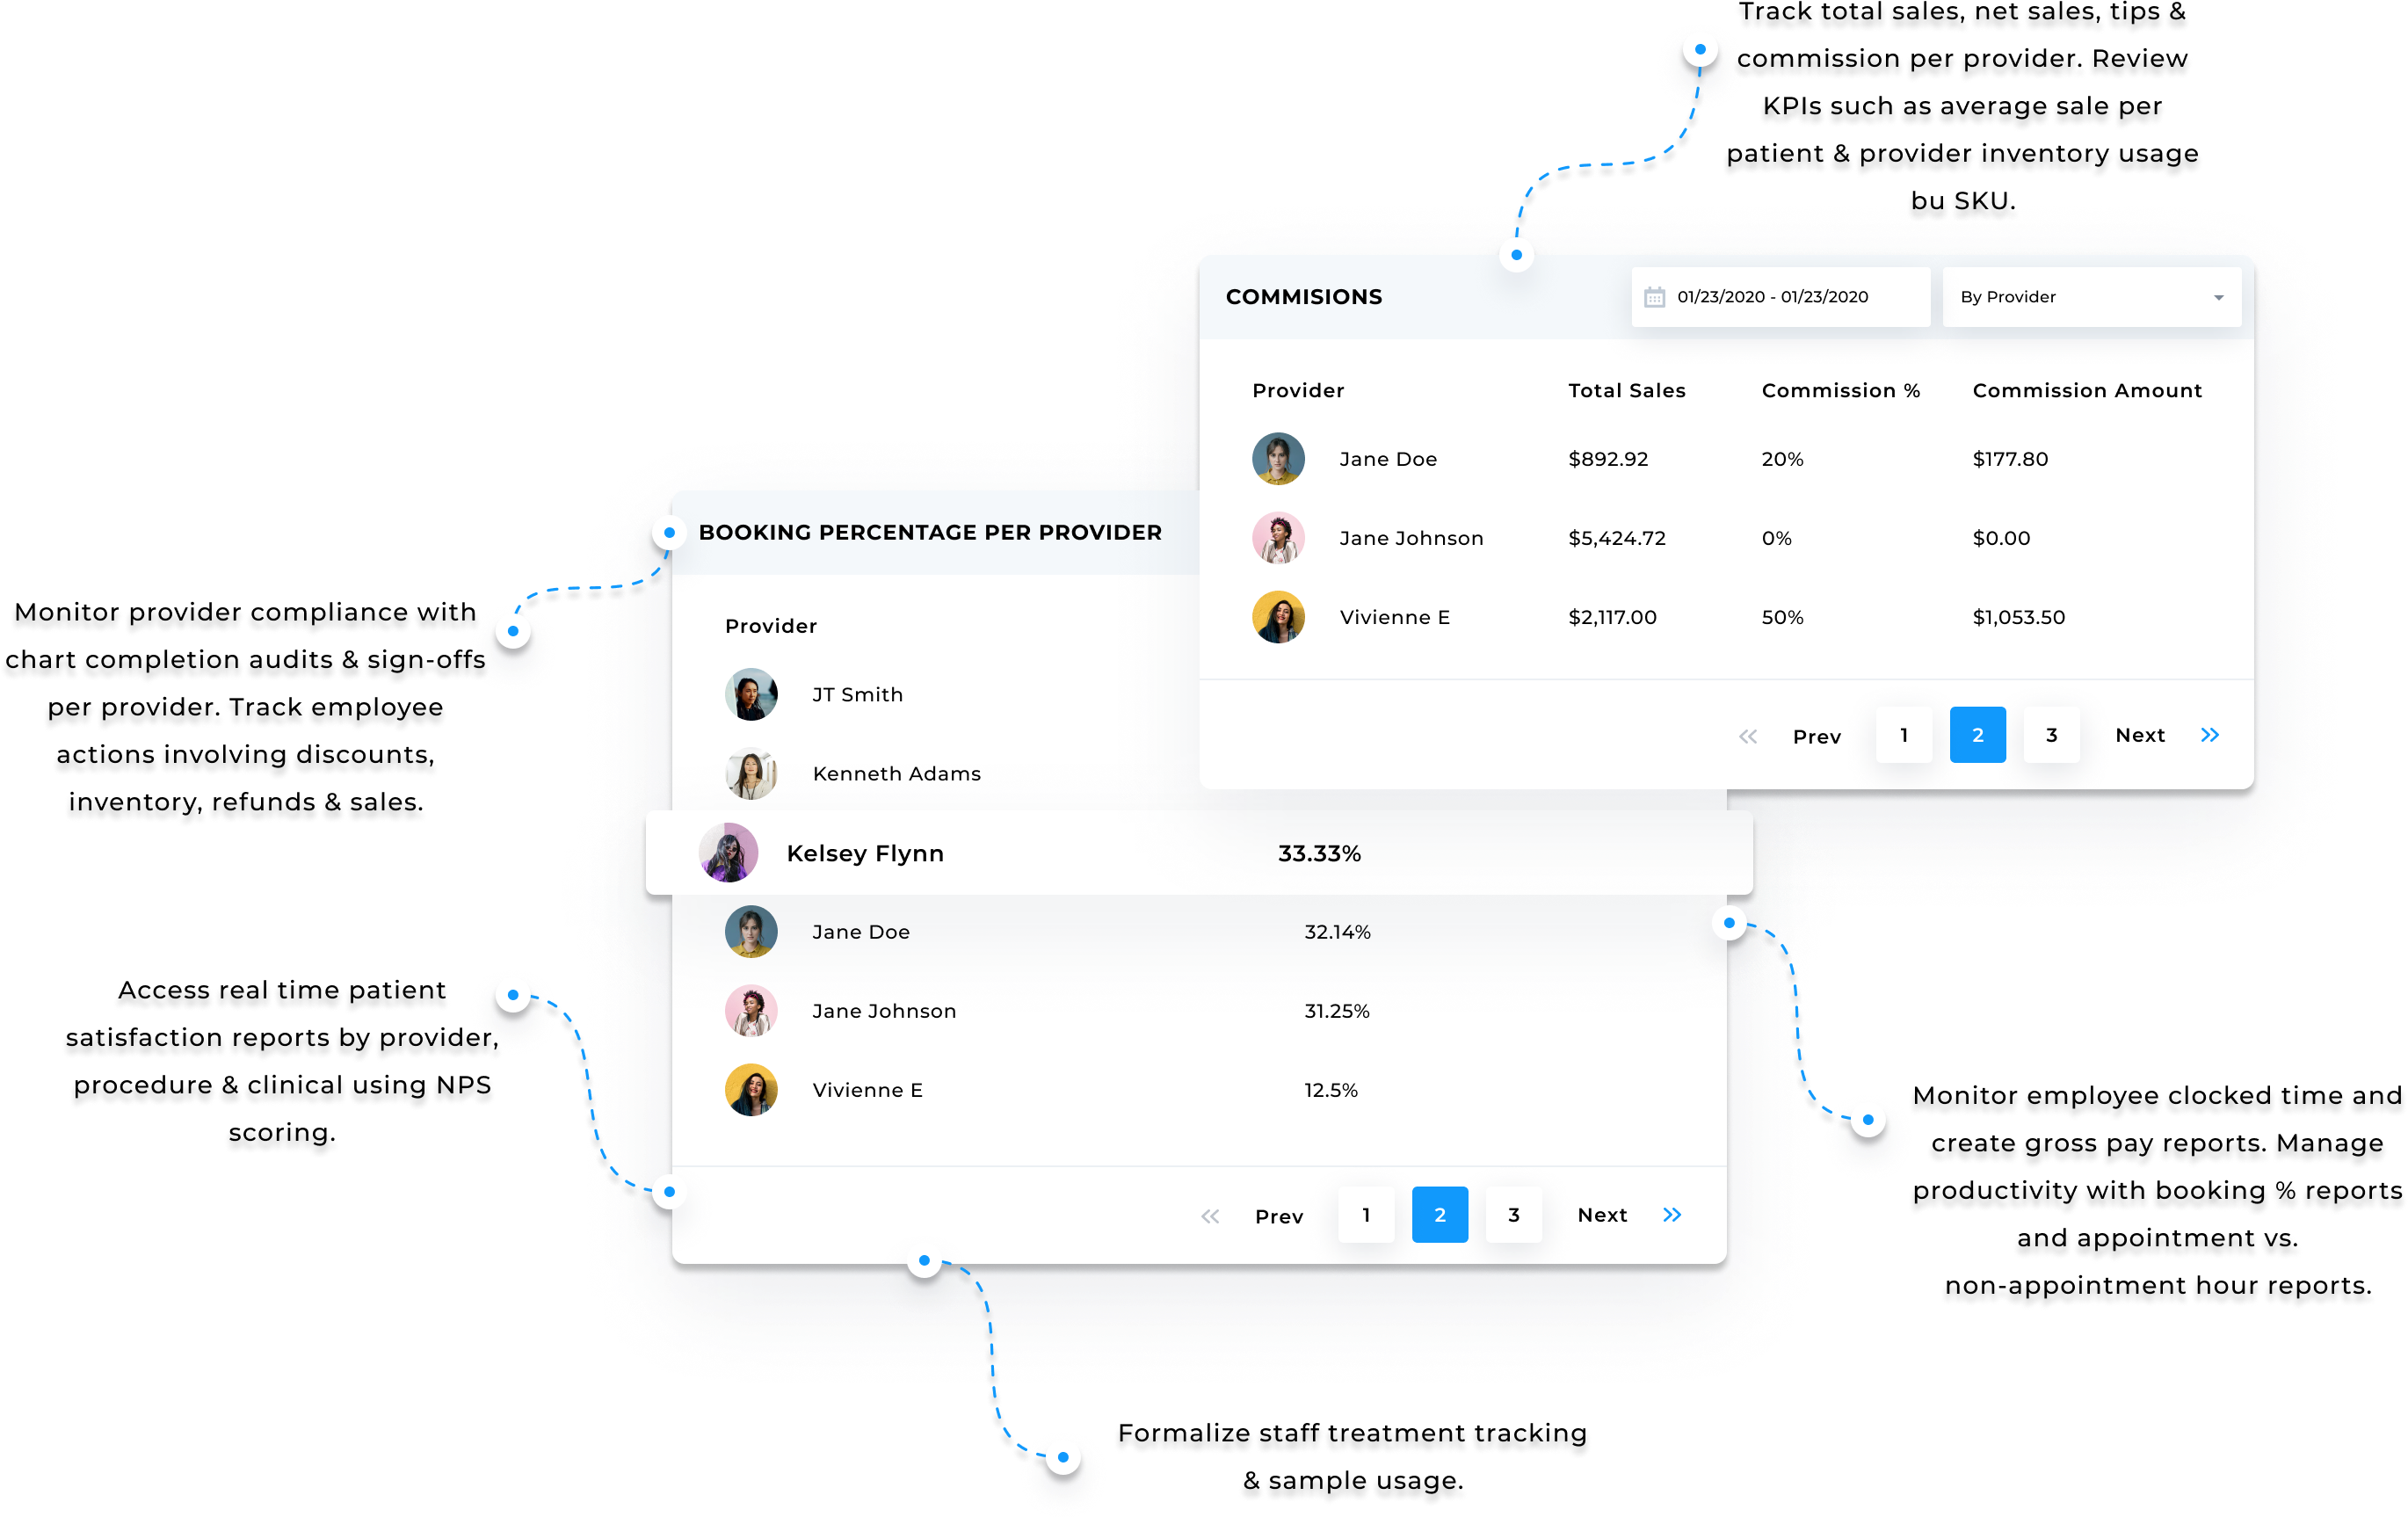 Track total sales, net sales, tips &
commission per provider. Review
KPIs such as average sale per
patient & provider inventory usage
bu SKU.
COMMISIONS
01/23/2020 - 01/23/2020
By Provider
Provider Total Sales Commission % Commission Amount
Jane Doe $892.92 20% $177.80
Jane Johnson $5,424.72 0% $0.00
Vivienne E $2,117.00 50% $1,053.50
Prev 1 2 3 Next
BOOKING PERCENTAGE PER PROVIDER
Provider
JT Smith
Kenneth Adams
Kelsey Flynn 33.33%
Jane Doe 32.14%
Jane Johnson 31.25%
Vivienne E 12.5%
Prev 1 2 3 Next
Monitor provider compliance with
chart completion audits & sign-offs
per provider. Track employee
actions involving discounts,
inventory, refunds & sales.
Access real time patient
satisfaction reports by provider,
procedure & clinical using NPS
scoring.
Monitor employee clocked time and
create gross pay reports. Manage
productivity with booking % reports
and appointment vs.
non-appointment hour reports.
Formalize staff treatment tracking
& sample usage.